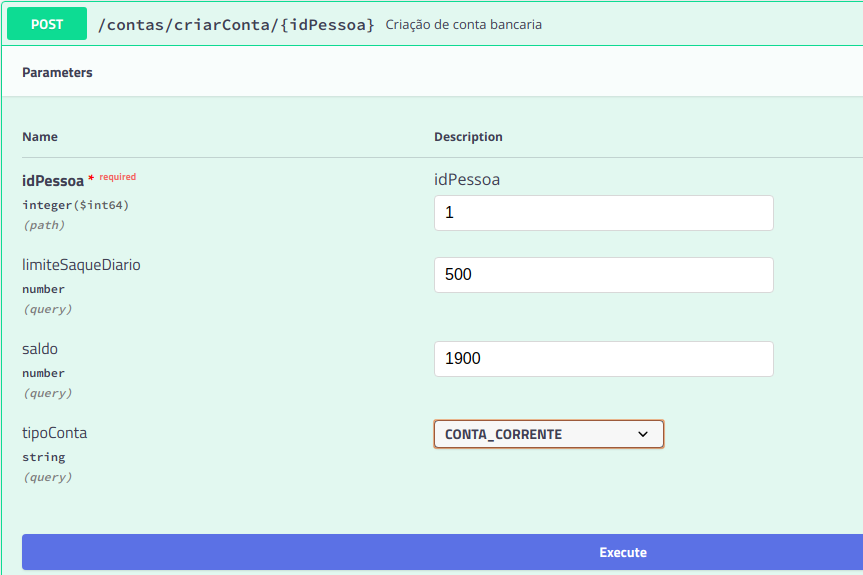 POST /contas/criarConta/{idPessoa} Criação de conta bancaria
Parameters
Name Description
idPessoa * required idPessoa
integer($int64) 1
(path)
limiteSaqueDiario 500
number
(query)
saldo 1900
number
(query)
tipoConta CONTA_CORRENTE
string
(query)
Execute